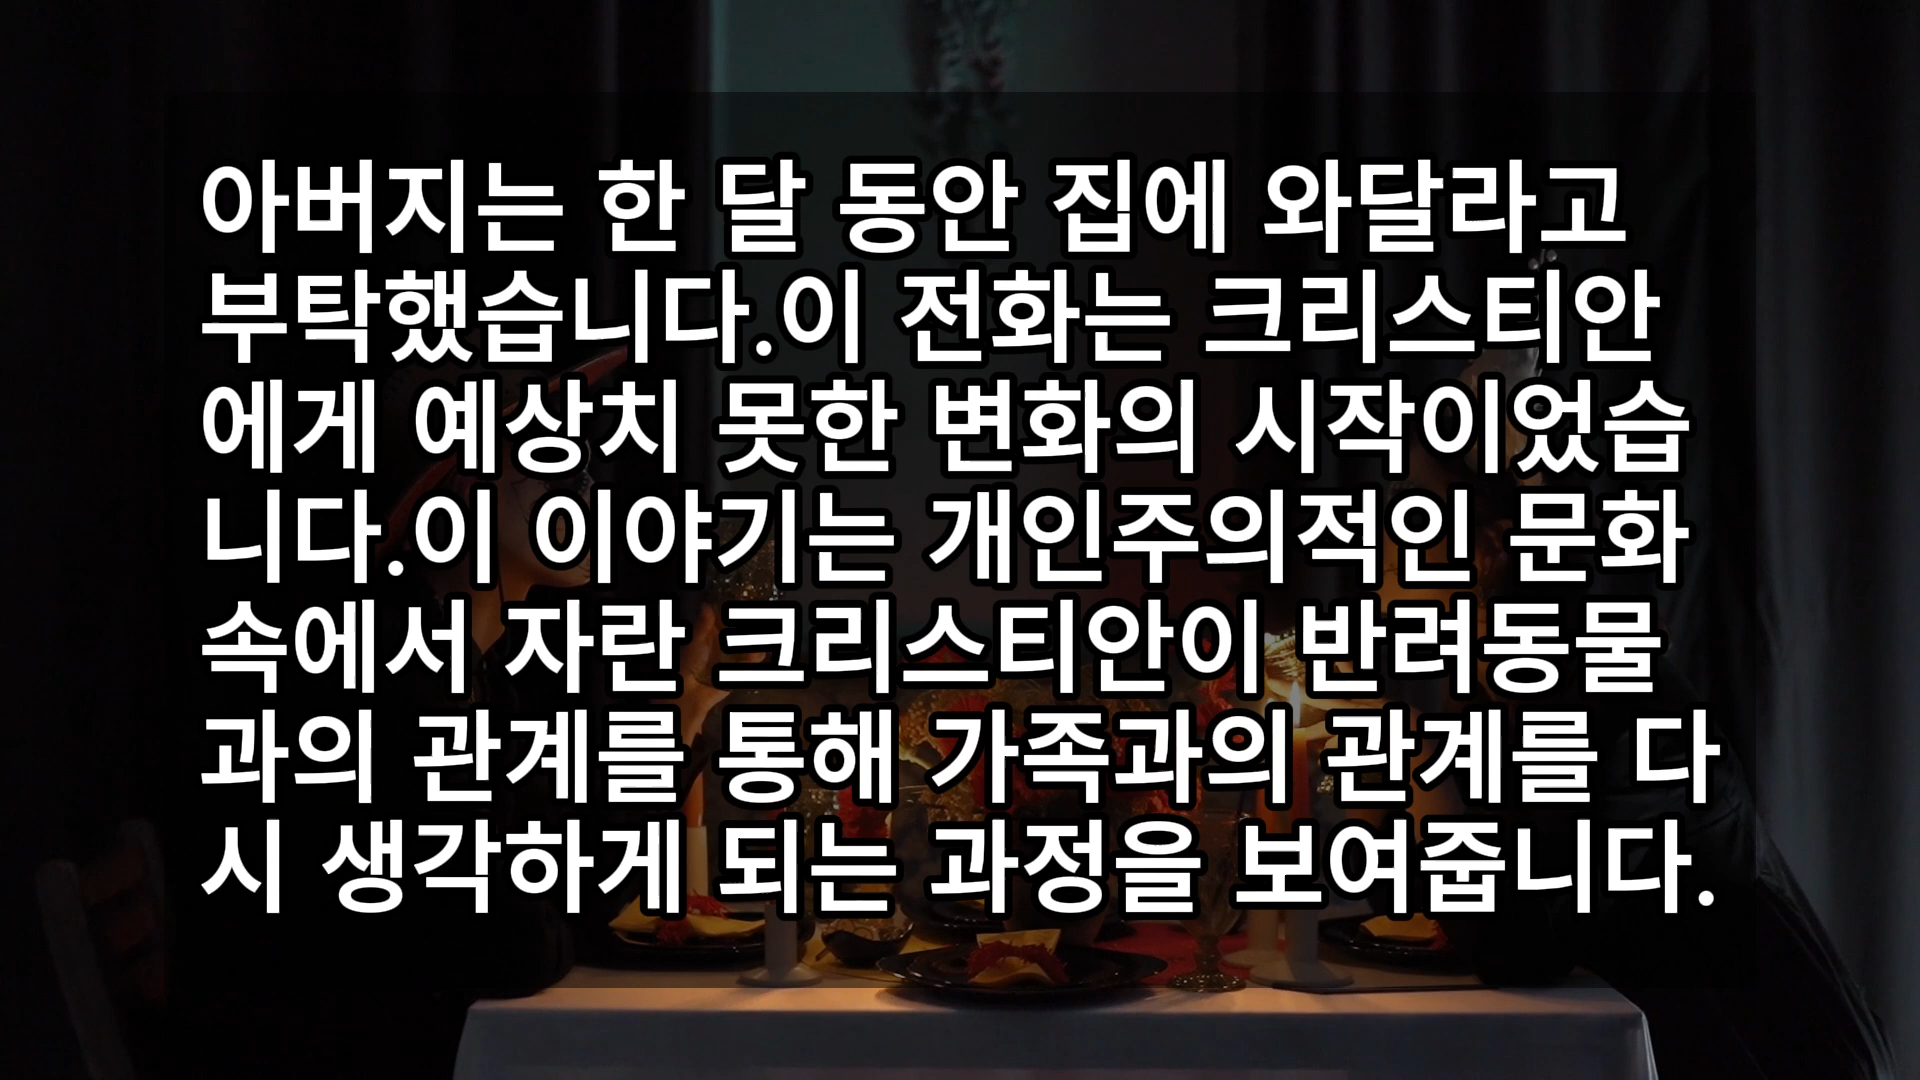 아버지는 한 달 동안 집에 와달라고
부탁했습니다.이 전화는 크리스티안
에게 예상치 못한 변화의 시작이었습
니다.이 이야기는 개인주의적인 문화
속에서 자란 크리스티안이 반려동물
과의 관계를 통해 가족과의 관계를 다
시 생각하게 되는 과정을 보여줍니다.